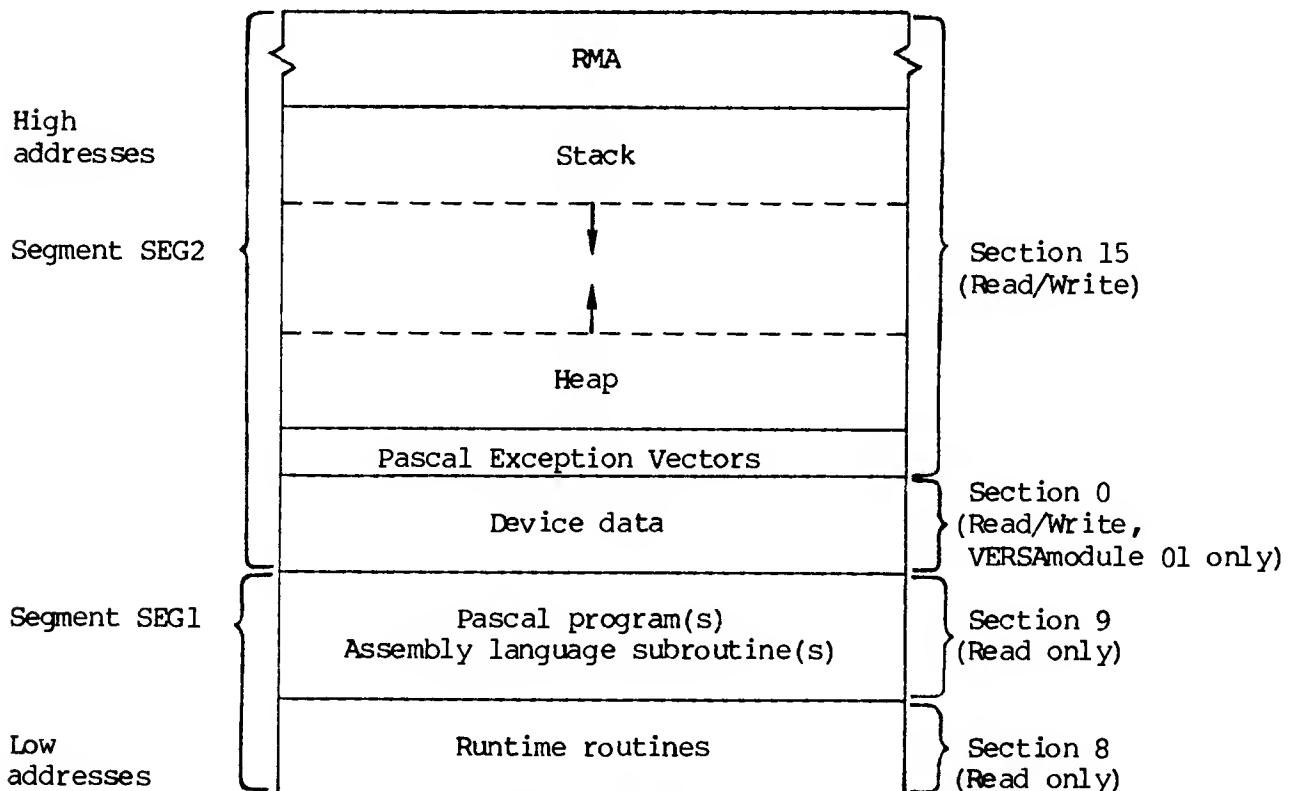 RMA
High
addresses
Stack
Segment SEG2
Section 15
(Read/Write)
Heap
Pascal Exception Vectors
Section 0
Device data
(Read/Write,
VERSAmodule 01 only)
Segment SEG1
Pascal program(s)
Section 9
Assembly language subroutine(s)
(Read only)
Low
addresses
Runtime routines
Section 8
(Read only)